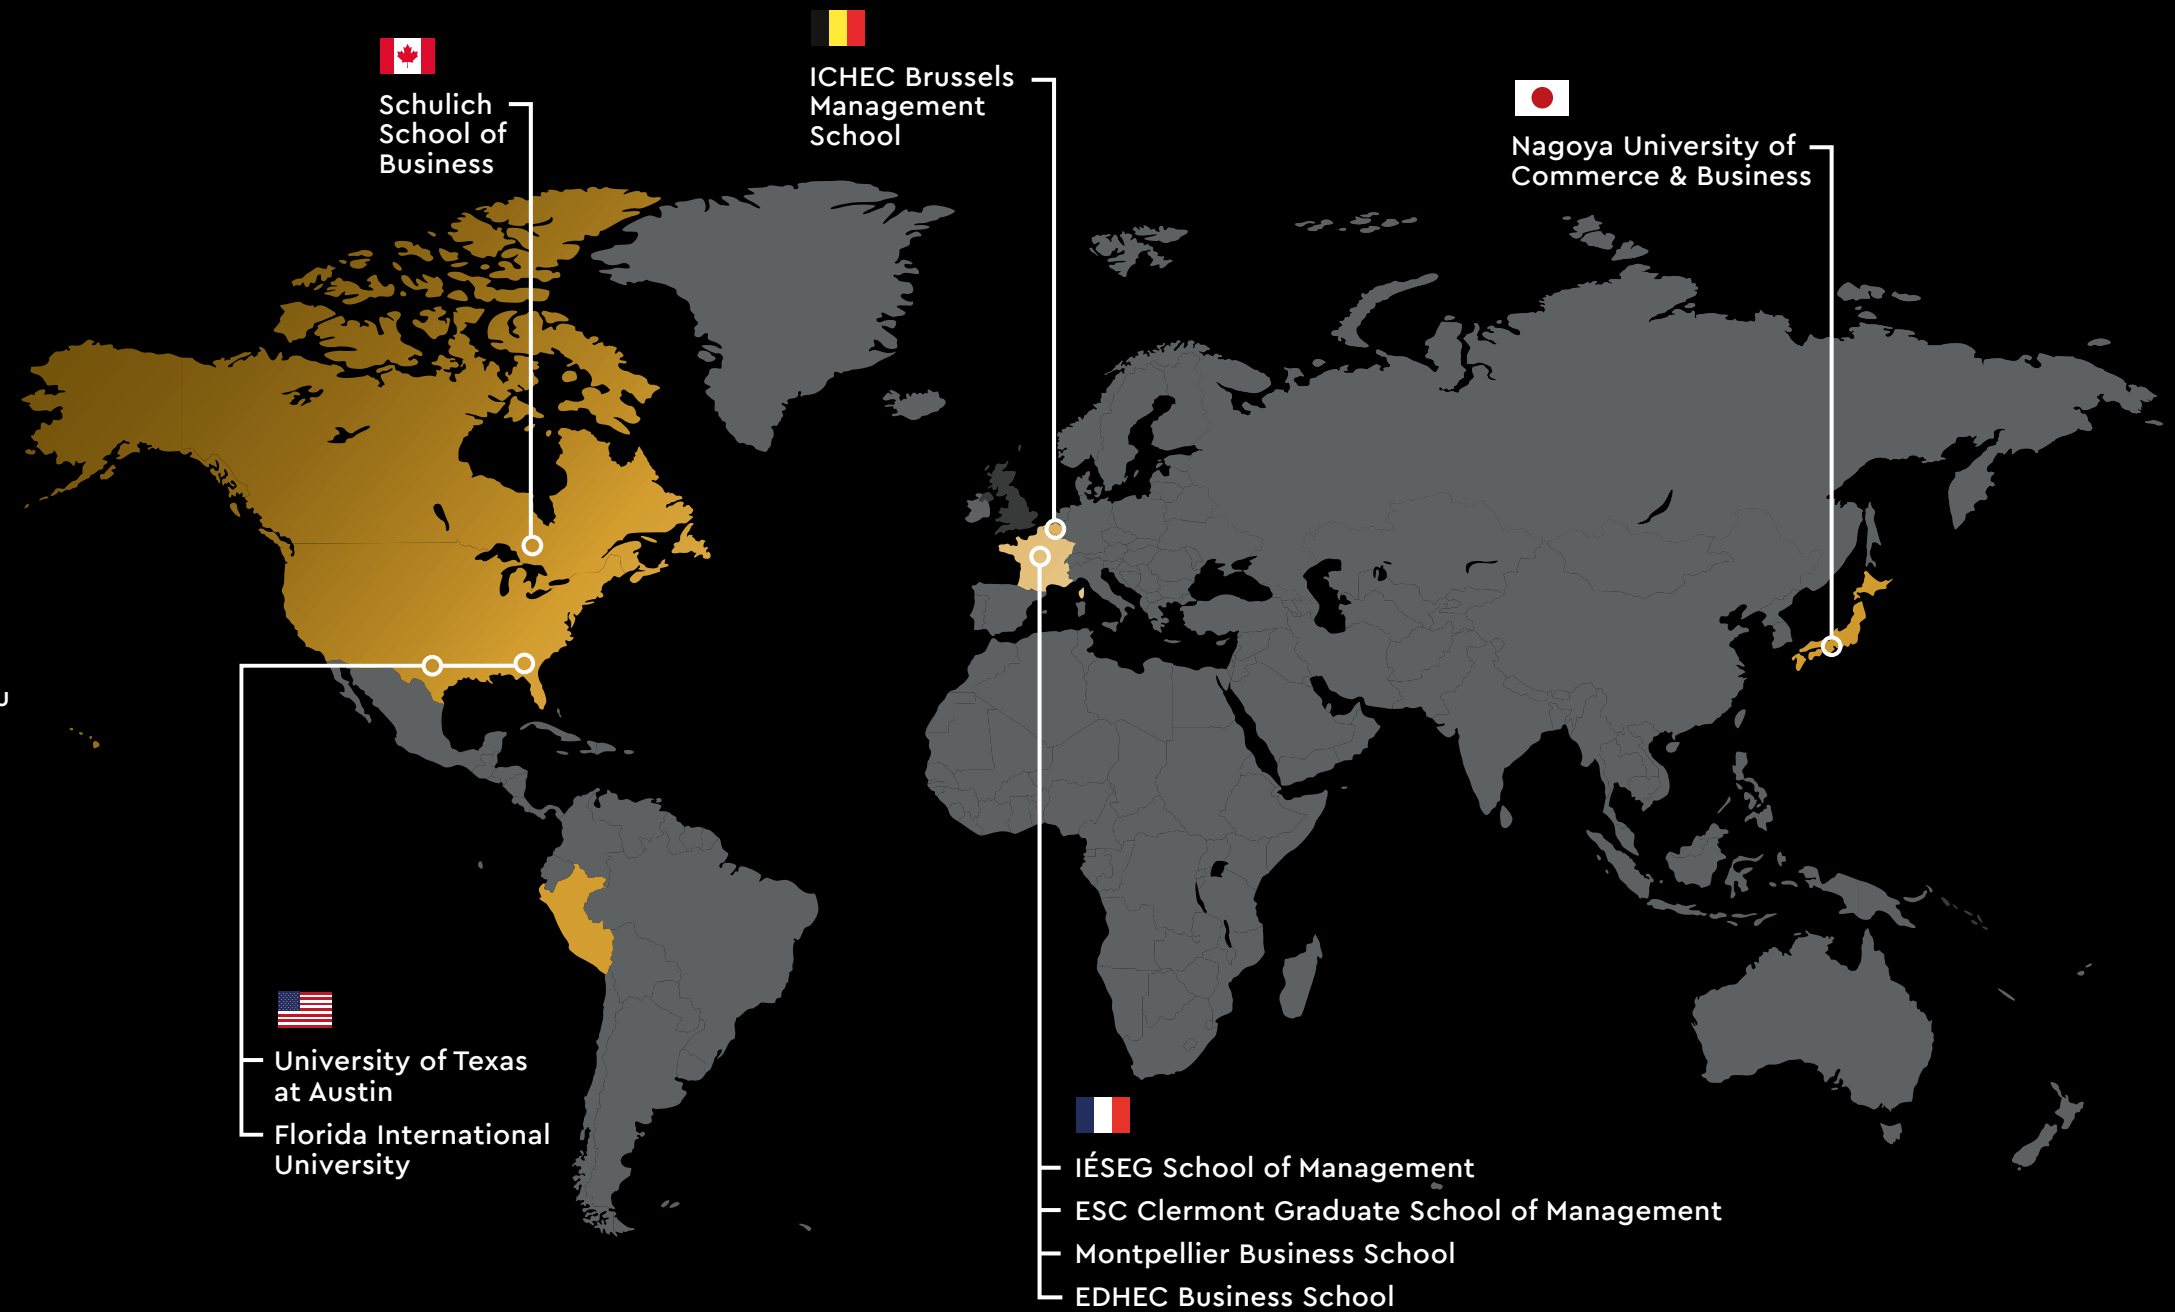 Schulich
School of
Business
ICHEC Brussels
Management
School
Nagoya University of
Commerce & Business
u
University of Texas
at Austin
Florida International
University
IÉSEG School of Management
ESC Clermont Graduate School of Management
Montpellier Business School
EDHEC Business School